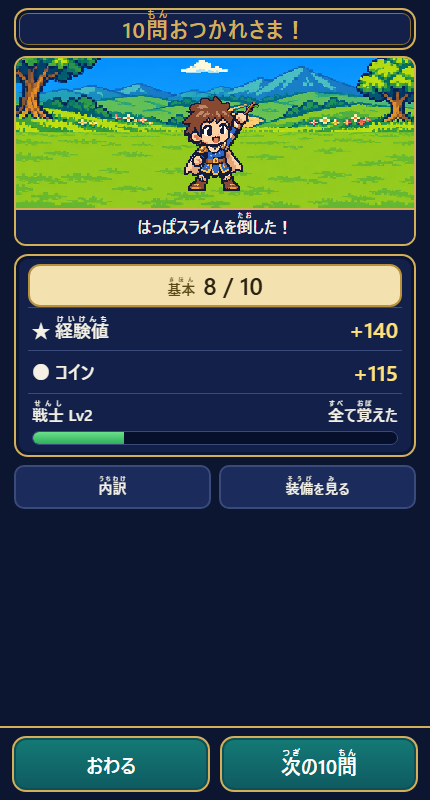 10問おつかれさま！
はっぱスライムを倒した！
基本 8 / 10
★ 経験値 +140
● コイン +115
戦士 Lv2 全て覚えた
内訳 装備を見る
おわる 次の10問